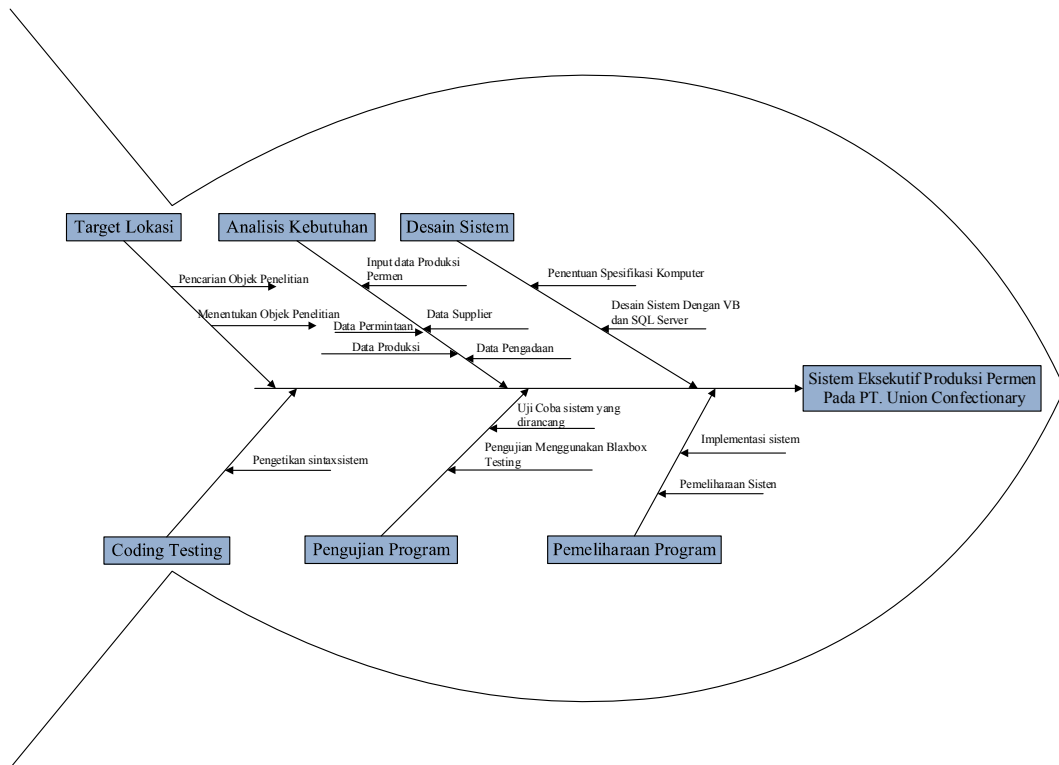 Target Lokasi
Analisis Kebutuhan
Desain Sistem
Pencarian Objek Penelitian
Menentukan Objek Penelitian
Input data Produksi
Permen
Data Supplier
Data Permintaan
Data Produksi
Data Pengadaan
Penentuan Spesifikasi Komputer
Desain Sistem Dengan VB
dan SQL Server
Sistem Eksekutif Produksi Permen
Pada PT. Union Confectionary
Pengetikan sintaxsistem
Uji Coba sistem yang
dirancang
Pengujian Menggunakan Blaxbox
Testing
Implementasi sistem
Pemeliharaan Sisten
Coding Testing
Pengujian Program
Pemeliharaan Program